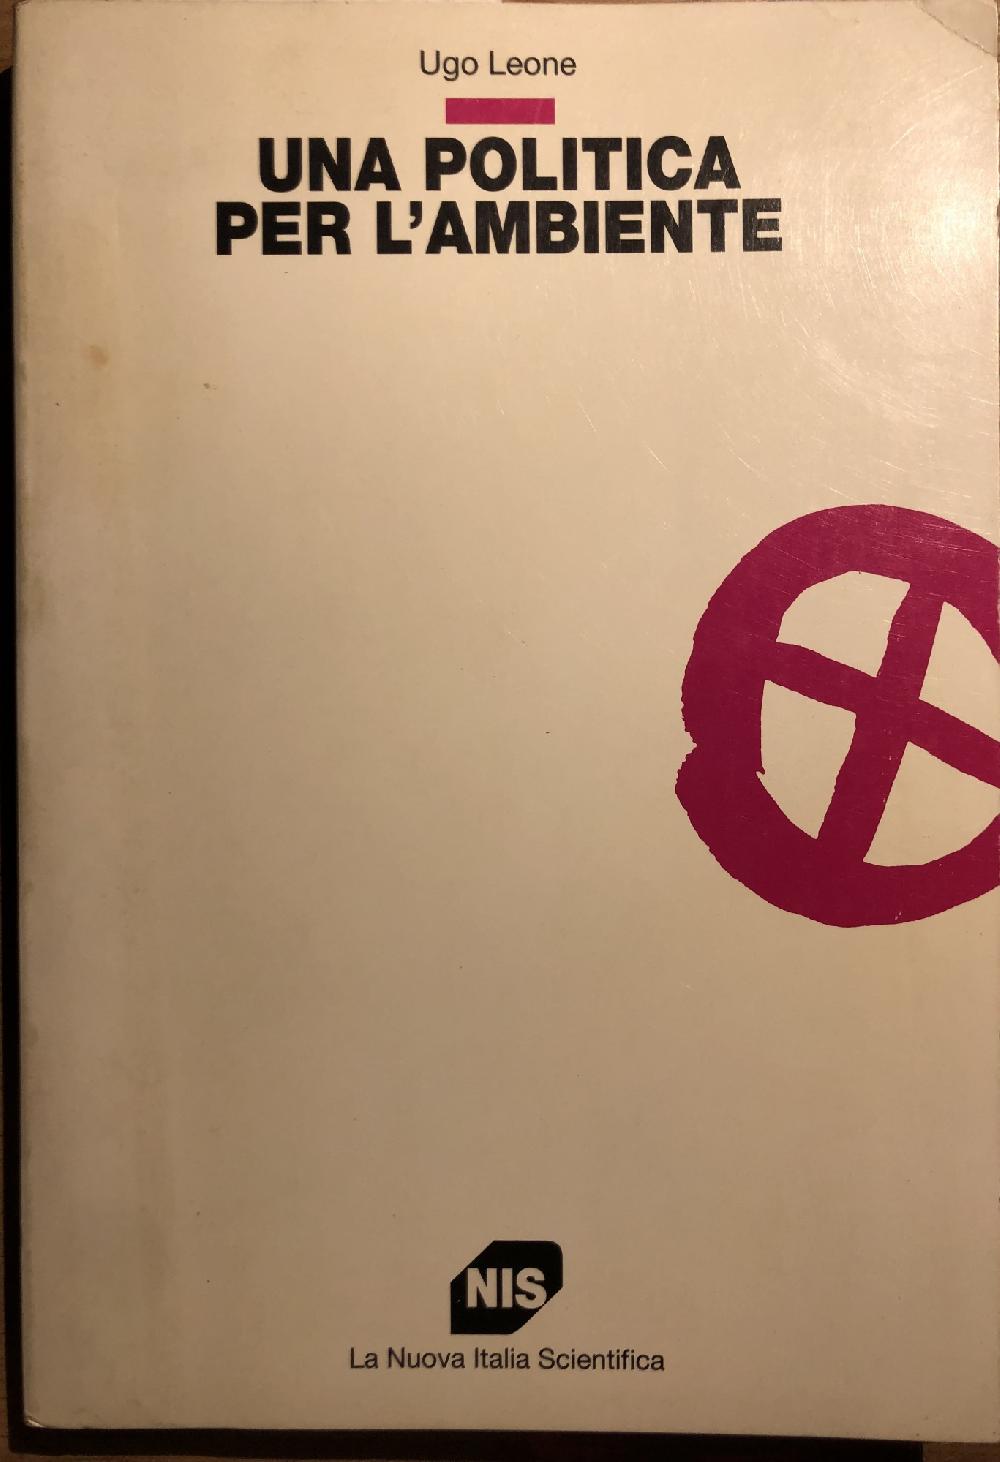 Ugo Leone
UNA POLITICA
PER L'AMBIENTE
NIS
La Nuova Italia Scientifica